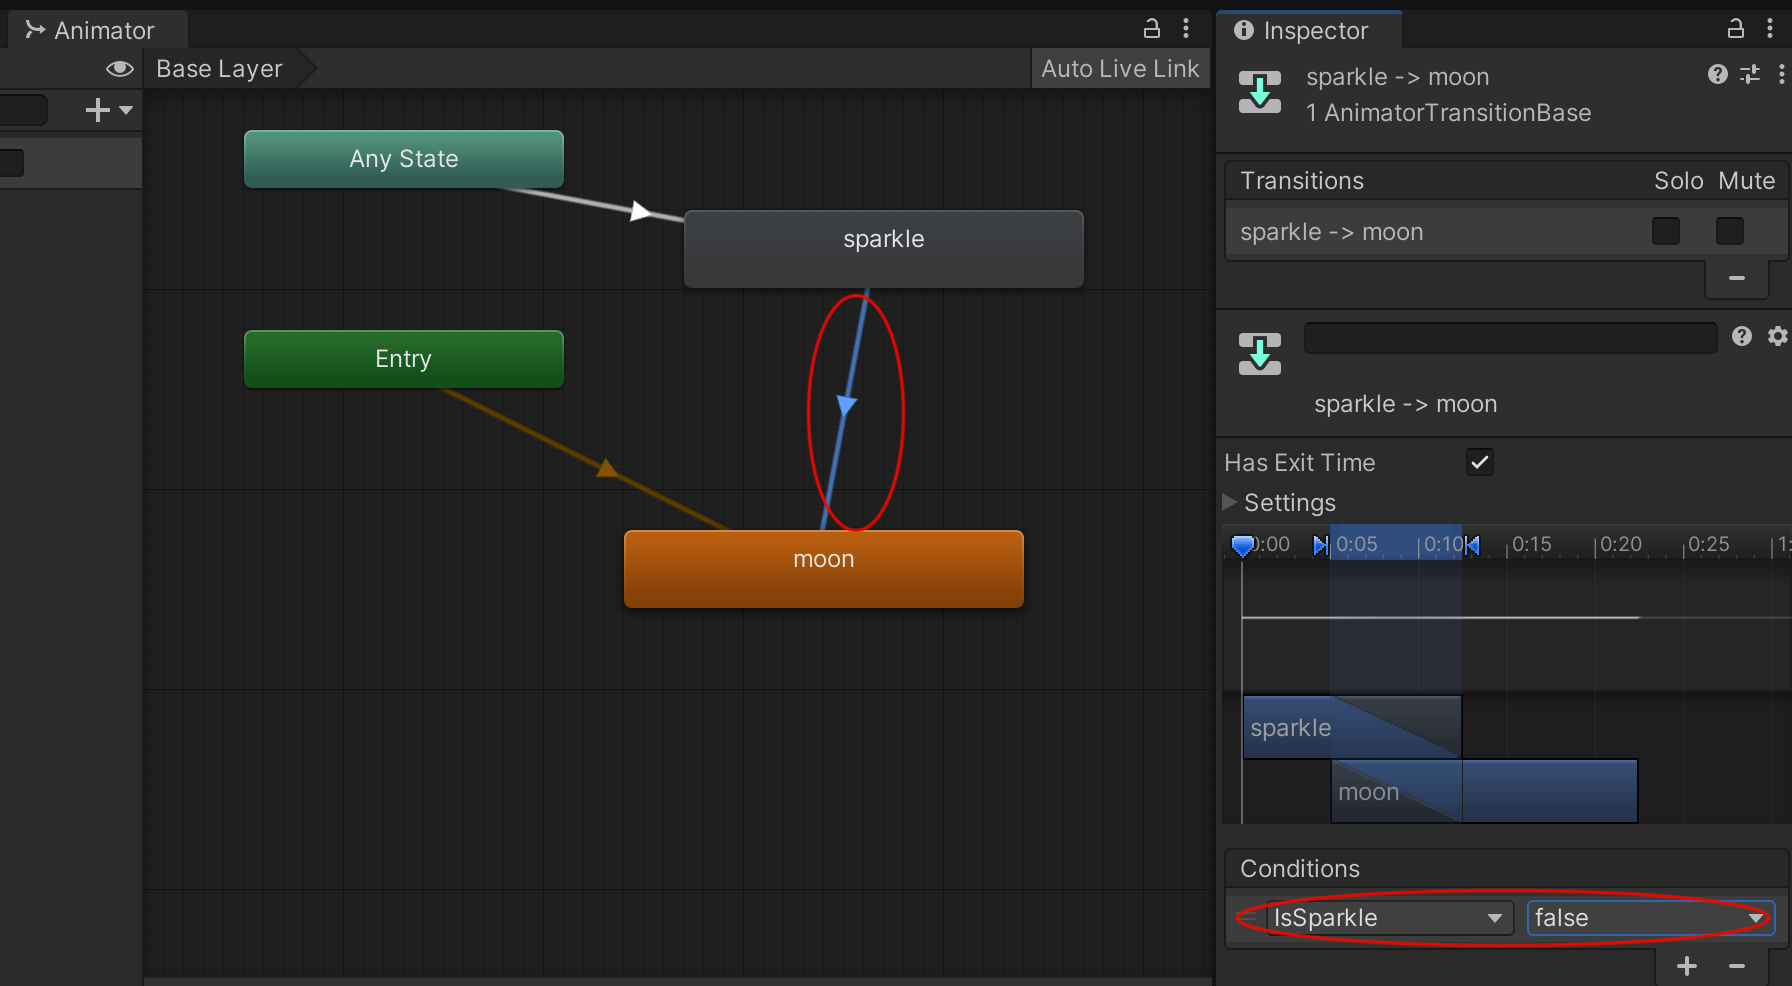 Animator
Base Layer
Auto Live Link
Any State
sparkle
Entry
moon
Inspector
sparkle -> moon
1 AnimatorTransitionBase
Transitions Solo Mute
sparkle -> moon
sparkle -> moon
Has Exit Time
Settings
0:00 0:05 0:10 0:15 0:20 0:25 1:
sparkle
moon
Conditions
IsSparkle false